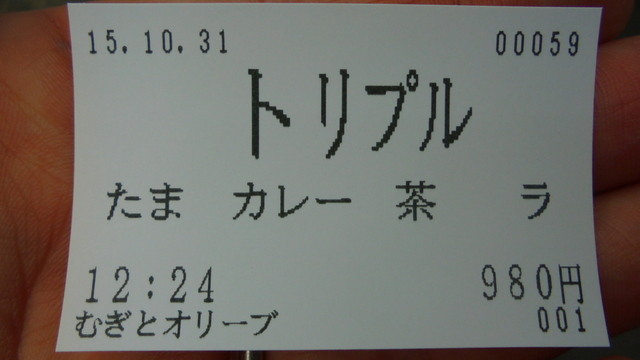 15.10.31 00059
トリプル
たま カレー 茶 ラ
12:24 980円
むぎとオリーブ 001